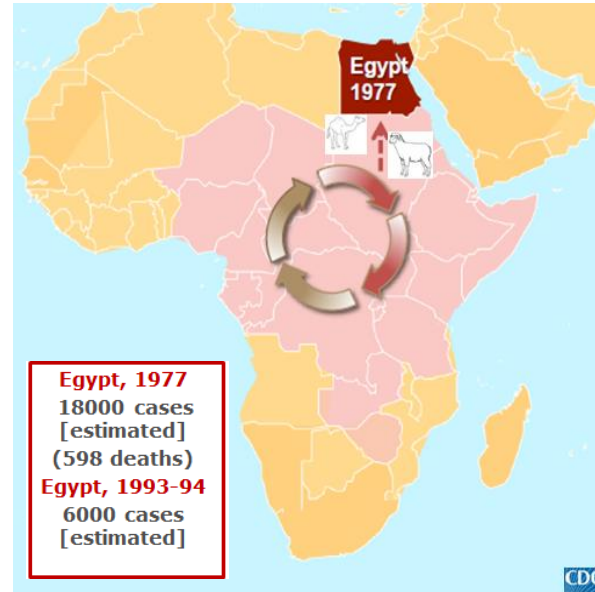 Egypt
1977
Egypt, 1977
18000 cases
[estimated]
(598 deaths)
Egypt, 1993-94
6000 cases
[estimated]
CDC